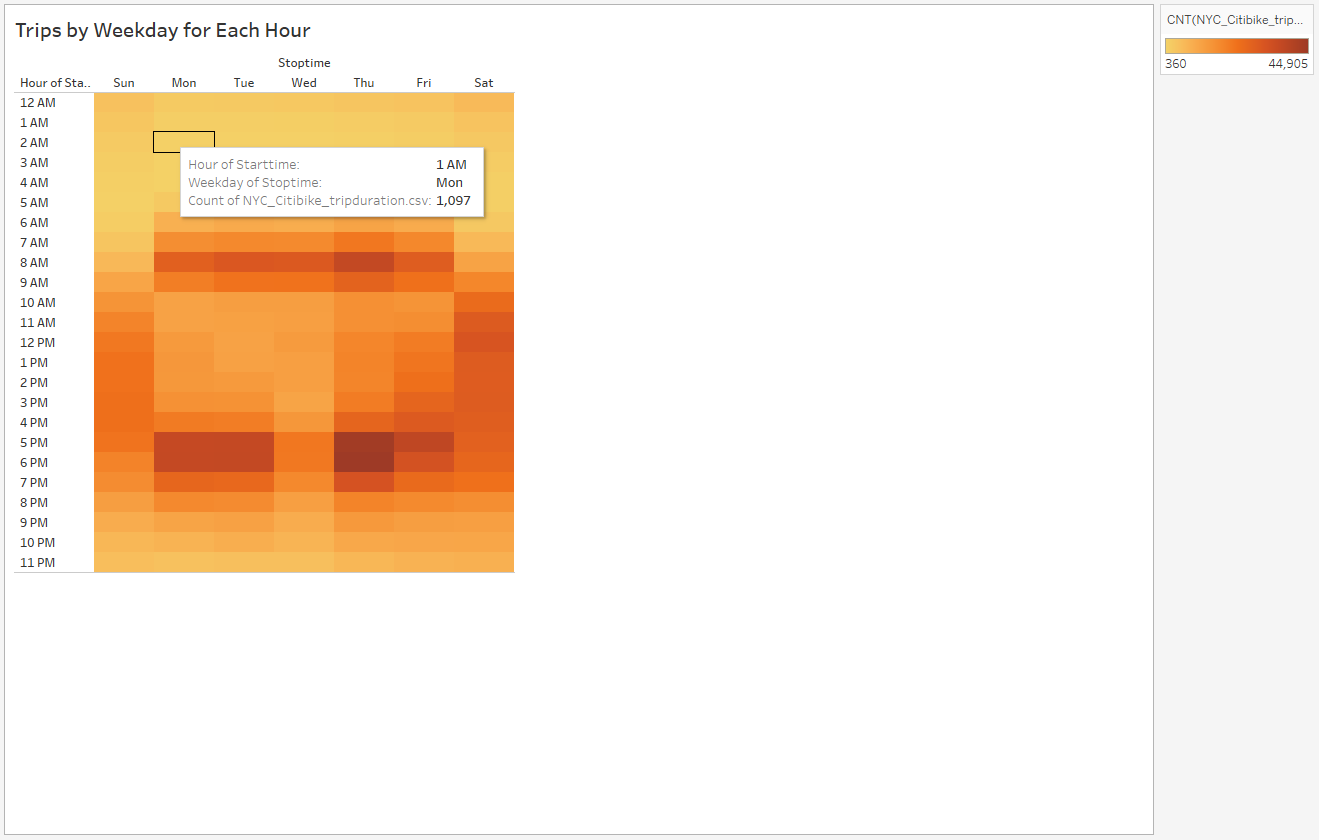 Trips by Weekday for Each Hour
CNT(NYC_Citibike_trip...
360 44,905
Stoptime
Hour of Sta.. Sun Mon Tue Wed Thu Fri Sat
12 AM
1 AM
2 AM
3 AM
4 AM
5 AM
6 AM
7 AM
8 AM
9 AM
10 AM
11 AM
12 PM
1 PM
2 PM
3 PM
4 PM
5 PM
6 PM
7 PM
8 PM
9 PM
10 PM
11 PM
Hour of Starttime: 1 AM
Weekday of Stoptime: Mon
Count of NYC_Citibike_tripduration.csv: 1,097